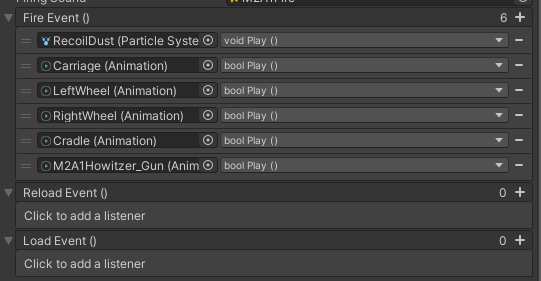 Fire Event () 6 +
RecoilDust (Particle Syste void Play ()
Carriage (Animation) bool Play ()
LeftWheel (Animation) bool Play ()
RightWheel (Animation) bool Play ()
Cradle (Animation) bool Play ()
M2A1Howitzer_Gun (Anim bool Play ()
Reload Event () 0 +
Click to add a listener
Load Event () 0 +
Click to add a listener